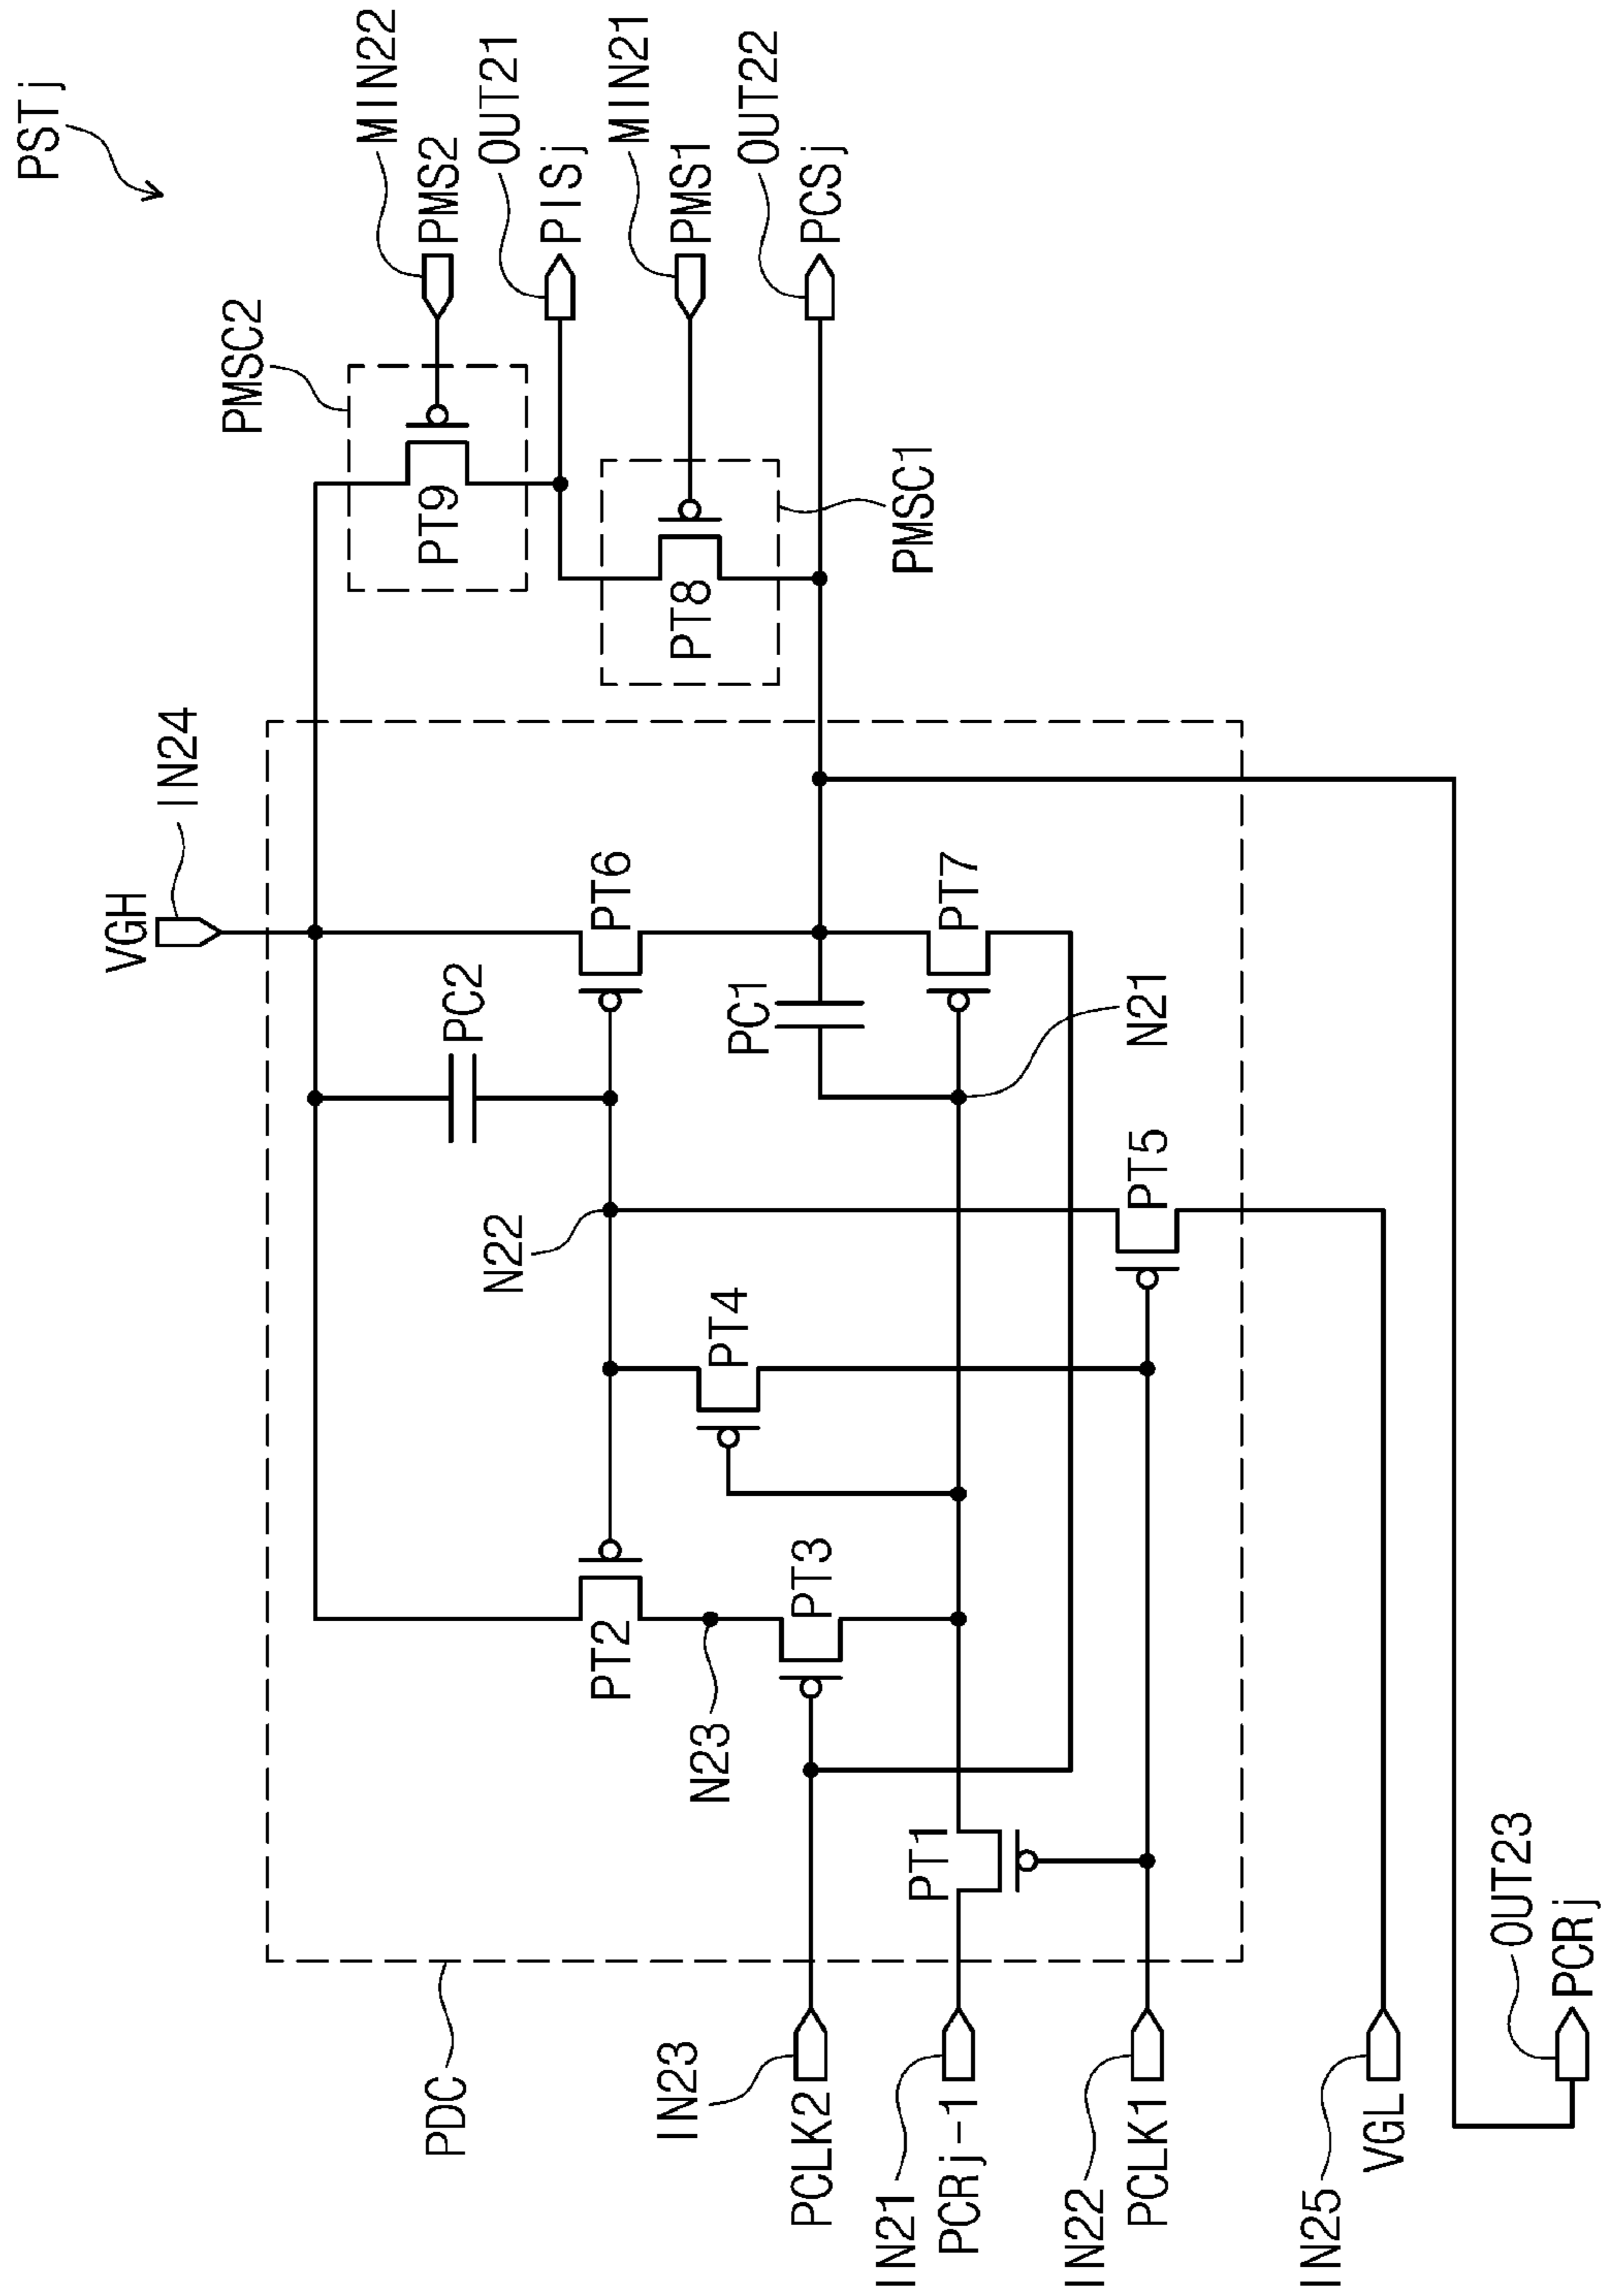 PSTj
VGH
IN24
PMSC2
MIN22
PMS2
OUT21
PISj
MIN21
PMS1
OUT22
PCSj
PT9
PT8
PMSC1
PDC
PC2
PT6
N22
PT2
N23
PT3
PT4
PC1
PT7
N21
PT5
PT1
IN23
PCLK2
IN21
PCRj-1
IN22
PCLK1
IN25
VGL
OUT23
PCRj